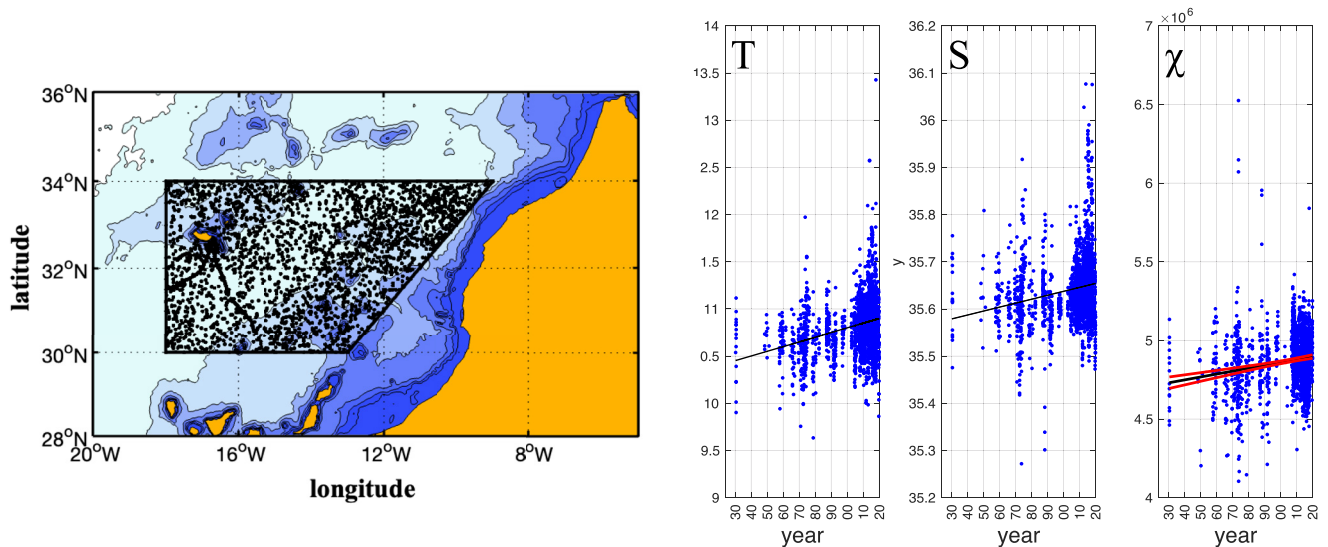 36°N
34°N
32°N
30°N
28°N
20°W 16°W 12°W 8°W
latitude
longitude
T
14
13.5
13
2.5
12
1.5
11
0.5
10
9.5
9
30 40 50 60 70 80 90 00 10 20
year
S
y
36.2
36.1
36
35.9
35.8
35.7
35.6
35.5
35.4
35.3
35.2
30 40 50 60 70 80 90 00 10 20
year
×10⁶
χ
7
6.5
6
5.5
5
4.5
4
30 40 50 60 70 80 90 00 10 20
year